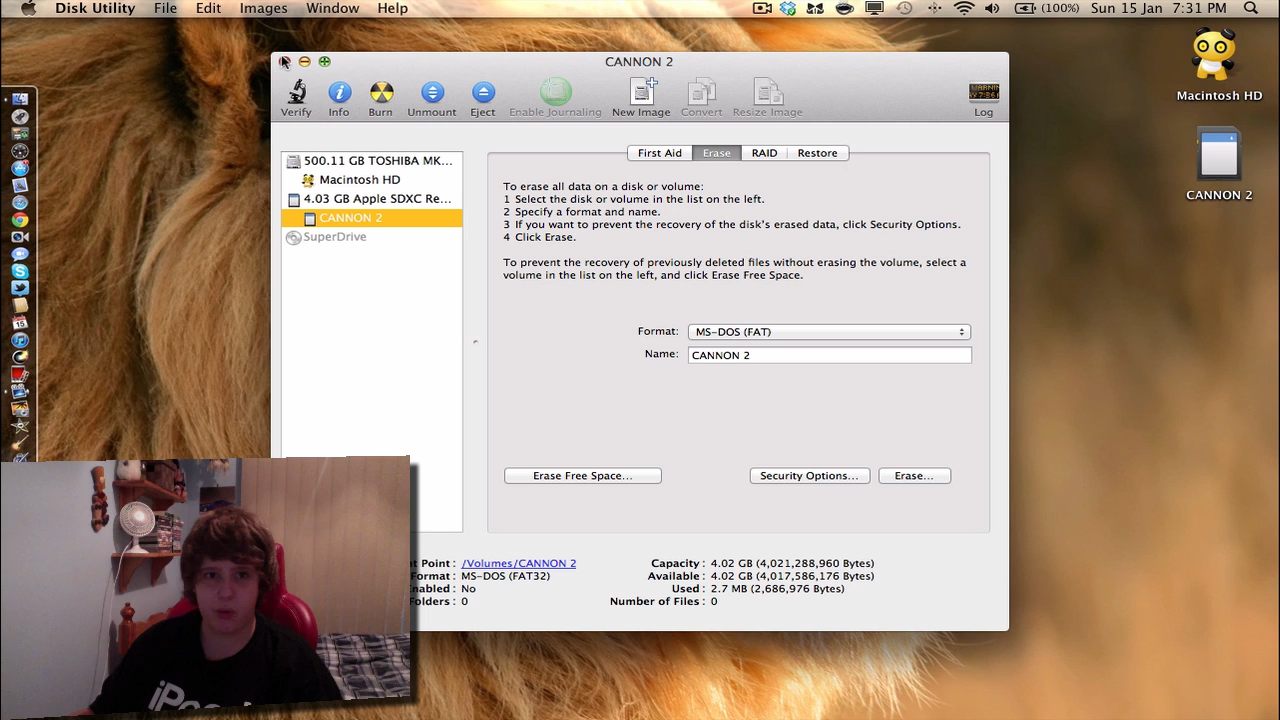 Disk Utility File Edit Images Window Help (100%) Sun 15 Jan 7:31 PM
CANNON 2
Verify Info Burn Unmount Eject Enable Journaling New Image Convert Resize Image Log
WARNIN
Macintosh HD
CANNON 2
500.11 GB TOSHIBA MK...
Macintosh HD
4.03 GB Apple SDXC Re...
CANNON 2
SuperDrive
First Aid Erase RAID Restore
To erase all data on a disk or volume:
1 Select the disk or volume in the list on the left.
2 Specify a format and name.
3 If you want to prevent the recovery of the disk's erased data, click Security Options.
4 Click Erase.
To prevent the recovery of previously deleted files without erasing the volume, select a
volume in the list on the left, and click Erase Free Space.
Format: MS-DOS (FAT)
Name: CANNON 2
Erase Free Space... Security Options... Erase...
t Point : /Volumes/CANNON 2 Capacity : 4.02 GB (4,021,288,960 Bytes)
Format : MS-DOS (FAT32) Available : 4.02 GB (4,017,586,176 Bytes)
nabled : No Used : 2.7 MB (2,686,976 Bytes)
olders : 0 Number of Files : 0